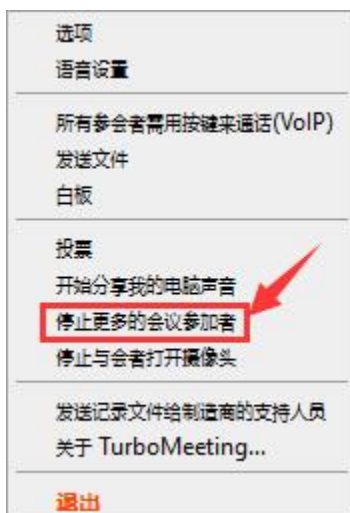 选项
语音设置
所有参会者需用按键来通话(VoIP)
发送文件
白板
投票
开始分享我的电脑声音
停止更多的会议参加者
停止与会者打开摄像头
发送记录文件给制造商的支持人员
关于 TurboMeeting...
退出